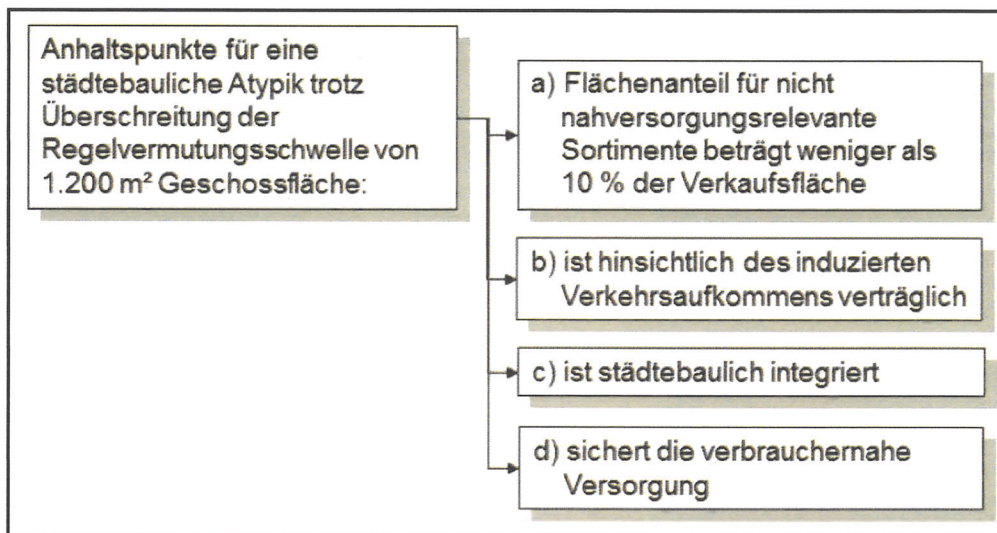 Anhaltspunkte für eine
städtebauliche Atypik trotz
Überschreitung der
Regelvermutungsschwelle von
1.200 m² Geschossfläche:
a) Flächenanteil für nicht
nahversorgungsrelevante
Sortimente beträgt weniger als
10 % der Verkaufsfläche
b) ist hinsichtlich des induzierten
Verkehrsaufkommens verträglich
c) ist städtebaulich integriert
d) sichert die verbrauchernahe
Versorgung